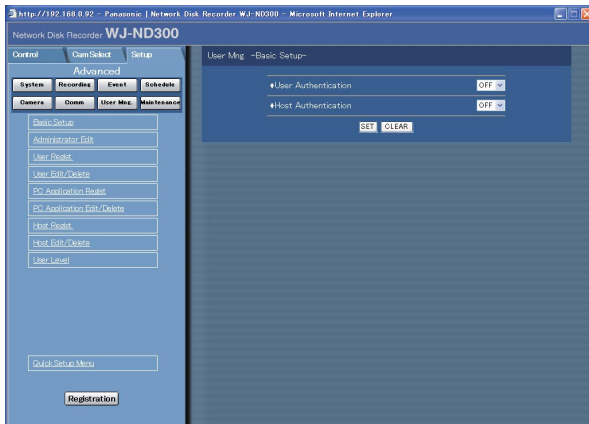 http://192.168.0.92 - Panasonic | Network Disk Recorder WJ-ND300 - Microsoft Internet Explorer
Network Disk Recorder WJ-ND300
Control Cam Select Setup
Advanced
System Recording Event Schedule
Camera Comm User Mng. Maintenance
Basic Setup
Administrator Edit
User Regist.
User Edit/Delete
PC Application Regist
PC Application Edit/Delete
Host Regist.
Host Edit/Delete
User Level
Quick Setup Menu
Registration
User Mng. -Basic Setup-
♦User Authentication OFF
♦Host Authentication OFF
SET CLEAR